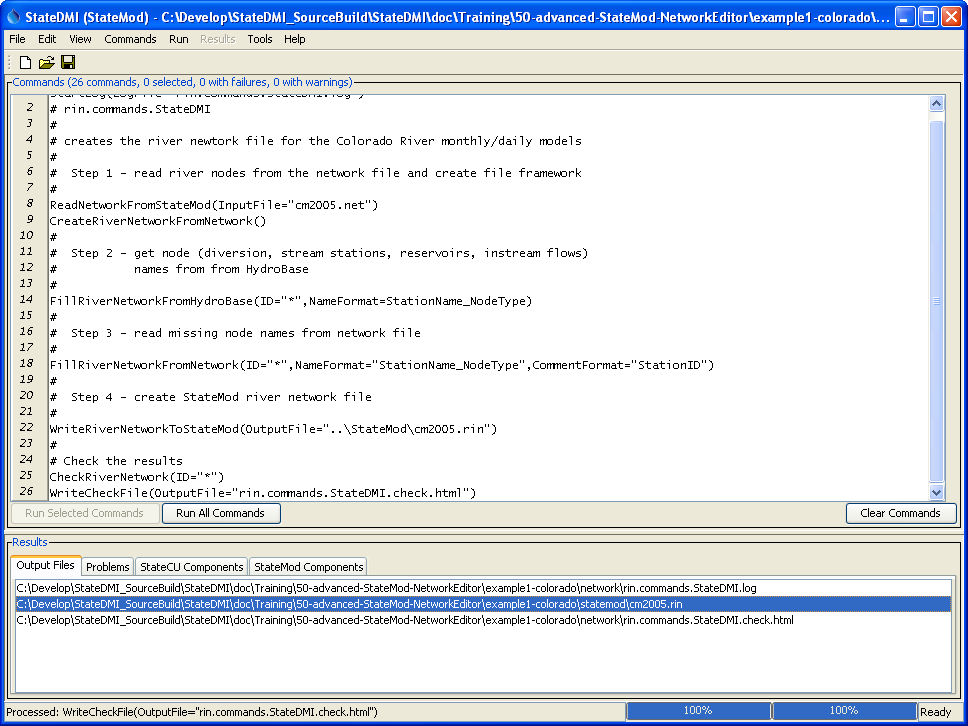 StateDMI (StateMod) - C:\Develop\StateDMI_SourceBuild\StateDMI\doc\Training\50-advanced-StateMod-NetworkEditor\example1-colorado\...
File Edit View Commands Run Results Tools Help
Commands (26 commands, 0 selected, 0 with failures, 0 with warnings)
2 # rin.commands.StateDMI
3 #
4 # creates the river newtork file for the Colorado River monthly/daily models
5 #
6 #  Step 1 - read river nodes from the network file and create file framework
7 #
8 ReadNetworkFromStateMod(InputFile="cm2005.net")
9 CreateRiverNetworkFromNetwork()
10 #
11 #  Step 2 - get node (diversion, stream stations, reservoirs, instream flows)
12 #           names from from HydroBase
13 #
14 FillRiverNetworkFromHydroBase(ID="*",NameFormat=StationName_NodeType)
15 #
16 #  Step 3 - read missing node names from network file
17 #
18 FillRiverNetworkFromNetwork(ID="*",NameFormat="StationName_NodeType",CommentFormat="StationID")
19 #
20 #  Step 4 - create StateMod river network file
21 #
22 WriteRiverNetworkToStateMod(OutputFile="..\StateMod\cm2005.rin")
23 #
24 # Check the results
25 CheckRiverNetwork(ID="*")
26 WriteCheckFile(OutputFile="rin.commands.StateDMI.check.html")
Run Selected Commands Run All Commands Clear Commands
Results
Output Files Problems StateCU Components StateMod Components
C:\Develop\StateDMI_SourceBuild\StateDMI\doc\Training\50-advanced-StateMod-NetworkEditor\example1-colorado\network\rin.commands.StateDMI.log
C:\Develop\StateDMI_SourceBuild\StateDMI\doc\Training\50-advanced-StateMod-NetworkEditor\example1-colorado\statemod\cm2005.rin
C:\Develop\StateDMI_SourceBuild\StateDMI\doc\Training\50-advanced-StateMod-NetworkEditor\example1-colorado\network\rin.commands.StateDMI.check.html
Processed: WriteCheckFile(OutputFile="rin.commands.StateDMI.check.html") 100% 100% Ready